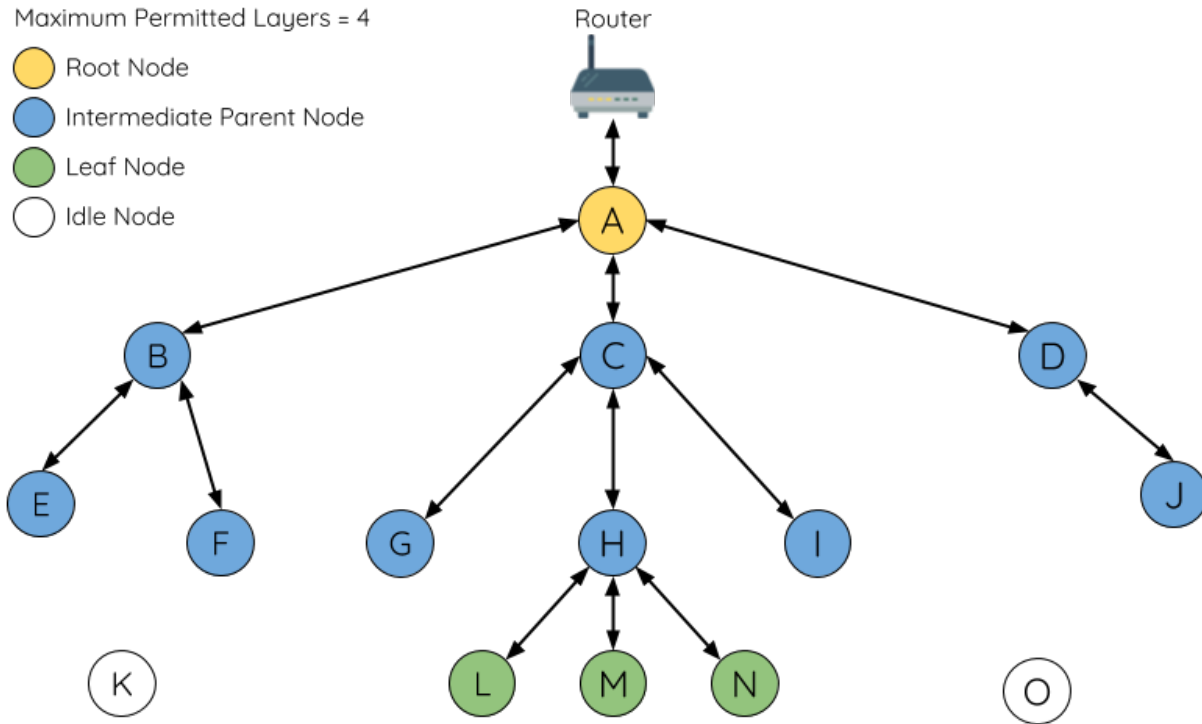 Maximum Permitted Layers = 4
Router
Root Node
Intermediate Parent Node
Leaf Node
Idle Node
A
B
C
D
E
F
G
H
I
J
K
L
M
N
O